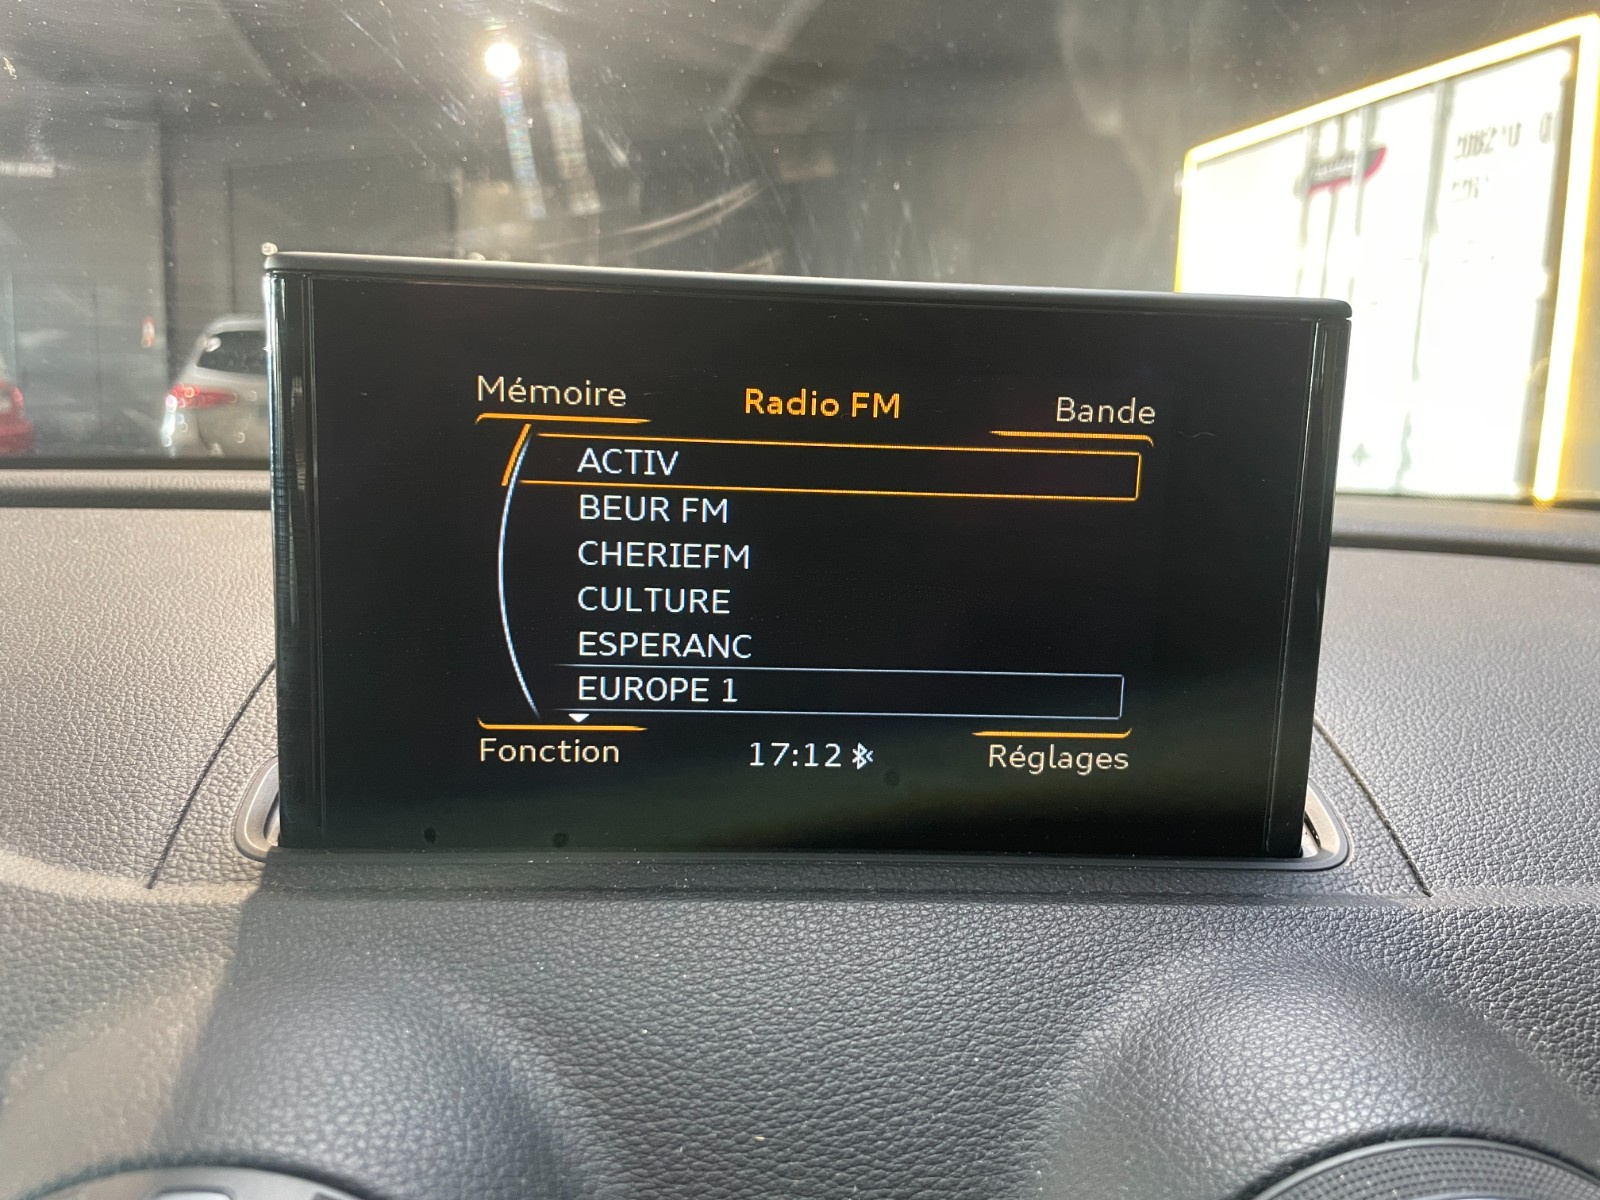 Mémoire Radio FM Bande
ACTIV
BEUR FM
CHERIEFM
CULTURE
ESPERANC
EUROPE 1
Fonction 17:12 Réglages